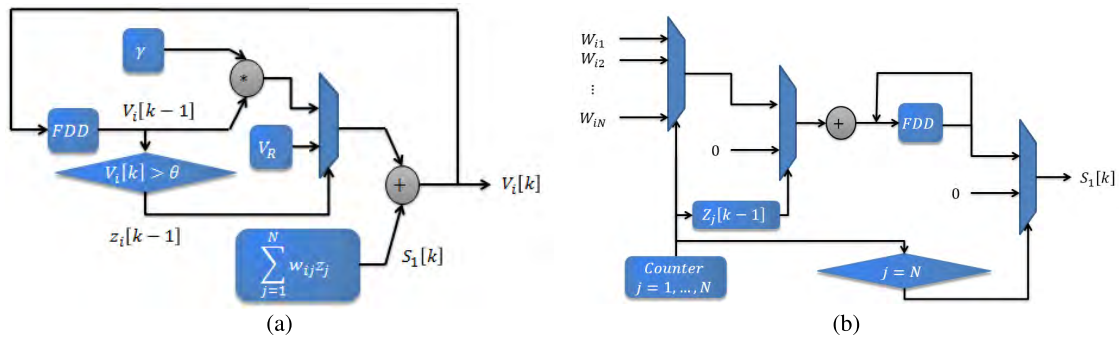 γ
*
V_i[k − 1]
FDD
V_R
V_i[k] > θ
+
V_i[k]
z_i[k − 1]
\sum_{j=1}^{N} w_{ij} z_j
S_1[k]
(a)
W_{i1}
W_{i2}
⋮
W_{iN}
0
+
FDD
0
S_1[k]
Z_j[k − 1]
Counter
j = 1, … , N
j = N
(b)